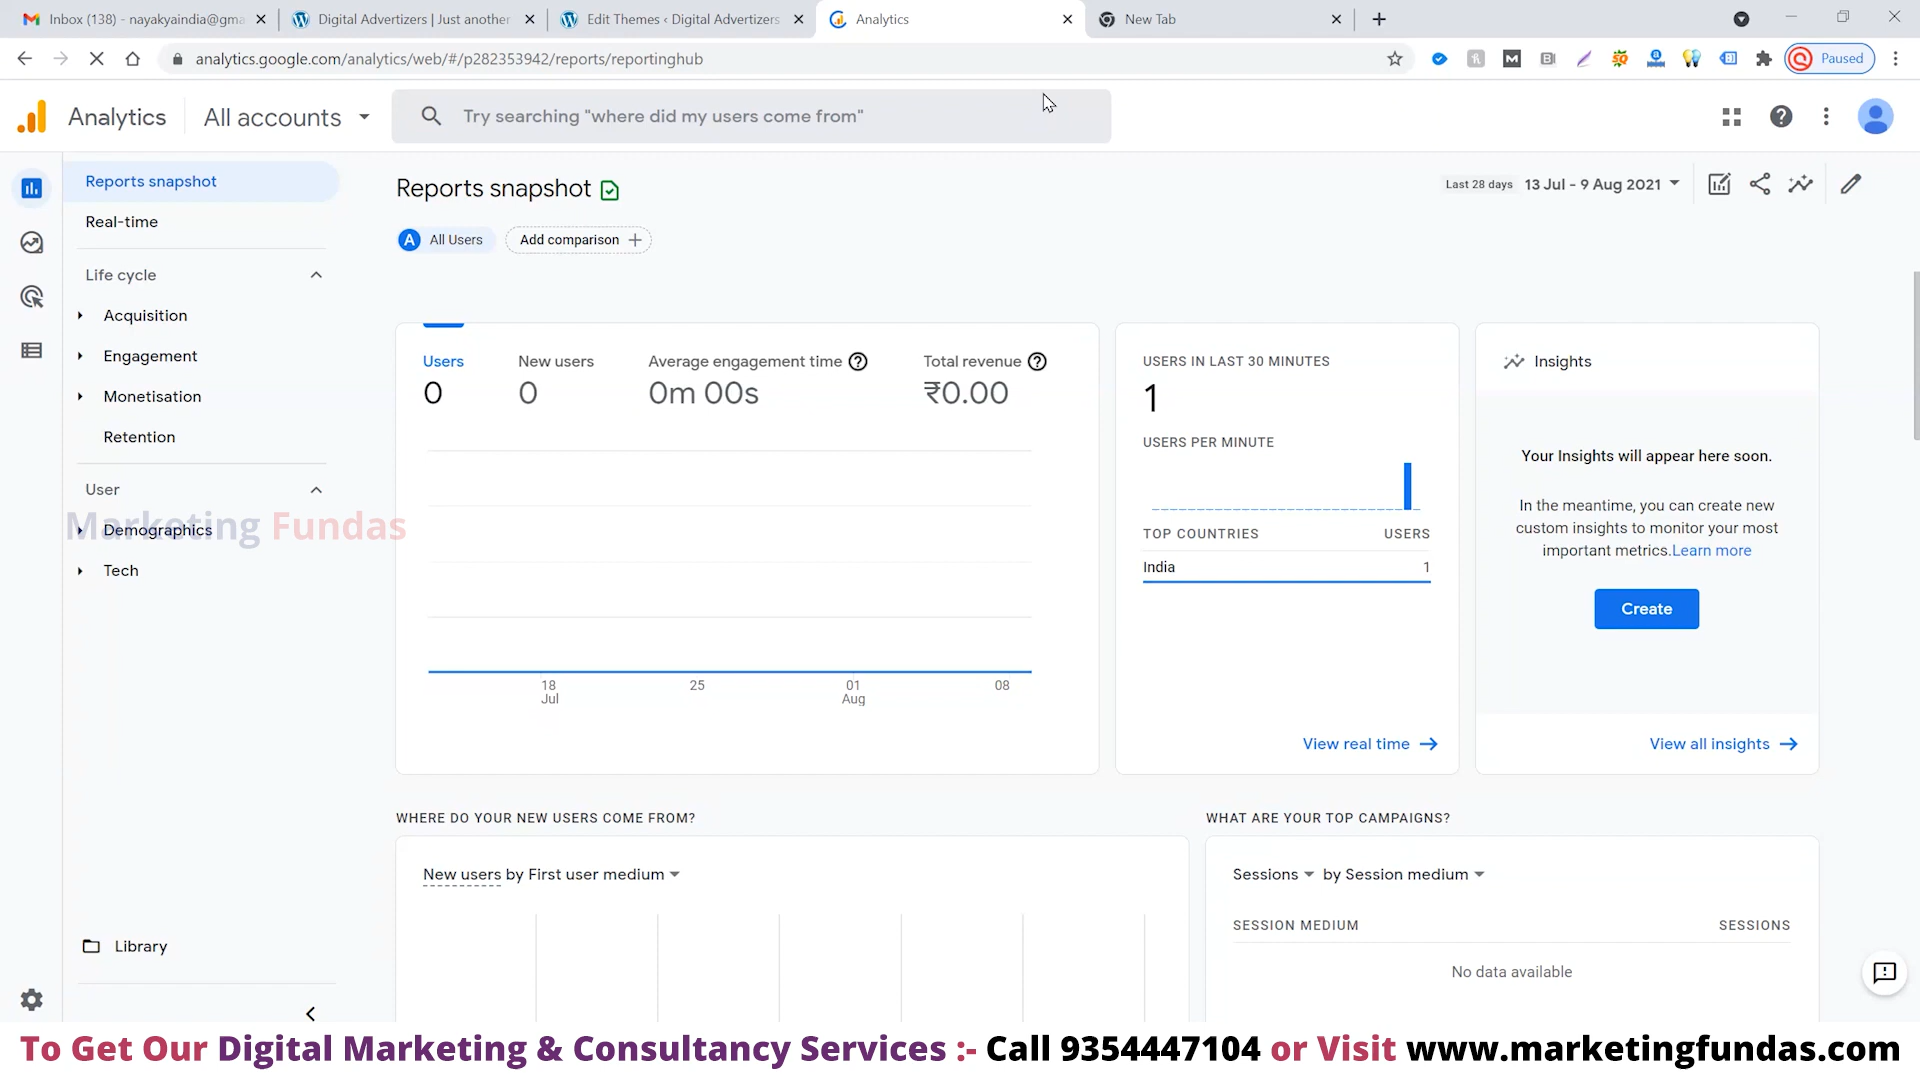 Inbox (138) - nayakyaindia@gma
Digital Advertizers | Just another
Edit Themes ‹ Digital Advertizers
Analytics
New Tab
analytics.google.com/analytics/web/#/p282353942/reports/reportinghub
Paused
Analytics
All accounts
Try searching "where did my users come from"
Reports snapshot
Real-time
Life cycle
Acquisition
Engagement
Monetisation
Retention
User
Demographics
Tech
Library
Marketing Fundas
Reports snapshot
Last 28 days 13 Jul - 9 Aug 2021
A All Users
Add comparison
Users
0
New users
0
Average engagement time
0m 00s
Total revenue
₹0.00
18
Jul
25
01
Aug
08
USERS IN LAST 30 MINUTES
1
USERS PER MINUTE
TOP COUNTRIES USERS
India 1
View real time
Insights
Your Insights will appear here soon.
In the meantime, you can create new
custom insights to monitor your most
important metrics.Learn more
Create
View all insights
WHERE DO YOUR NEW USERS COME FROM?
New users by First user medium
WHAT ARE YOUR TOP CAMPAIGNS?
Sessions by Session medium
SESSION MEDIUM SESSIONS
No data available
To Get Our Digital Marketing & Consultancy Services :- Call 9354447104 or Visit www.marketingfundas.com